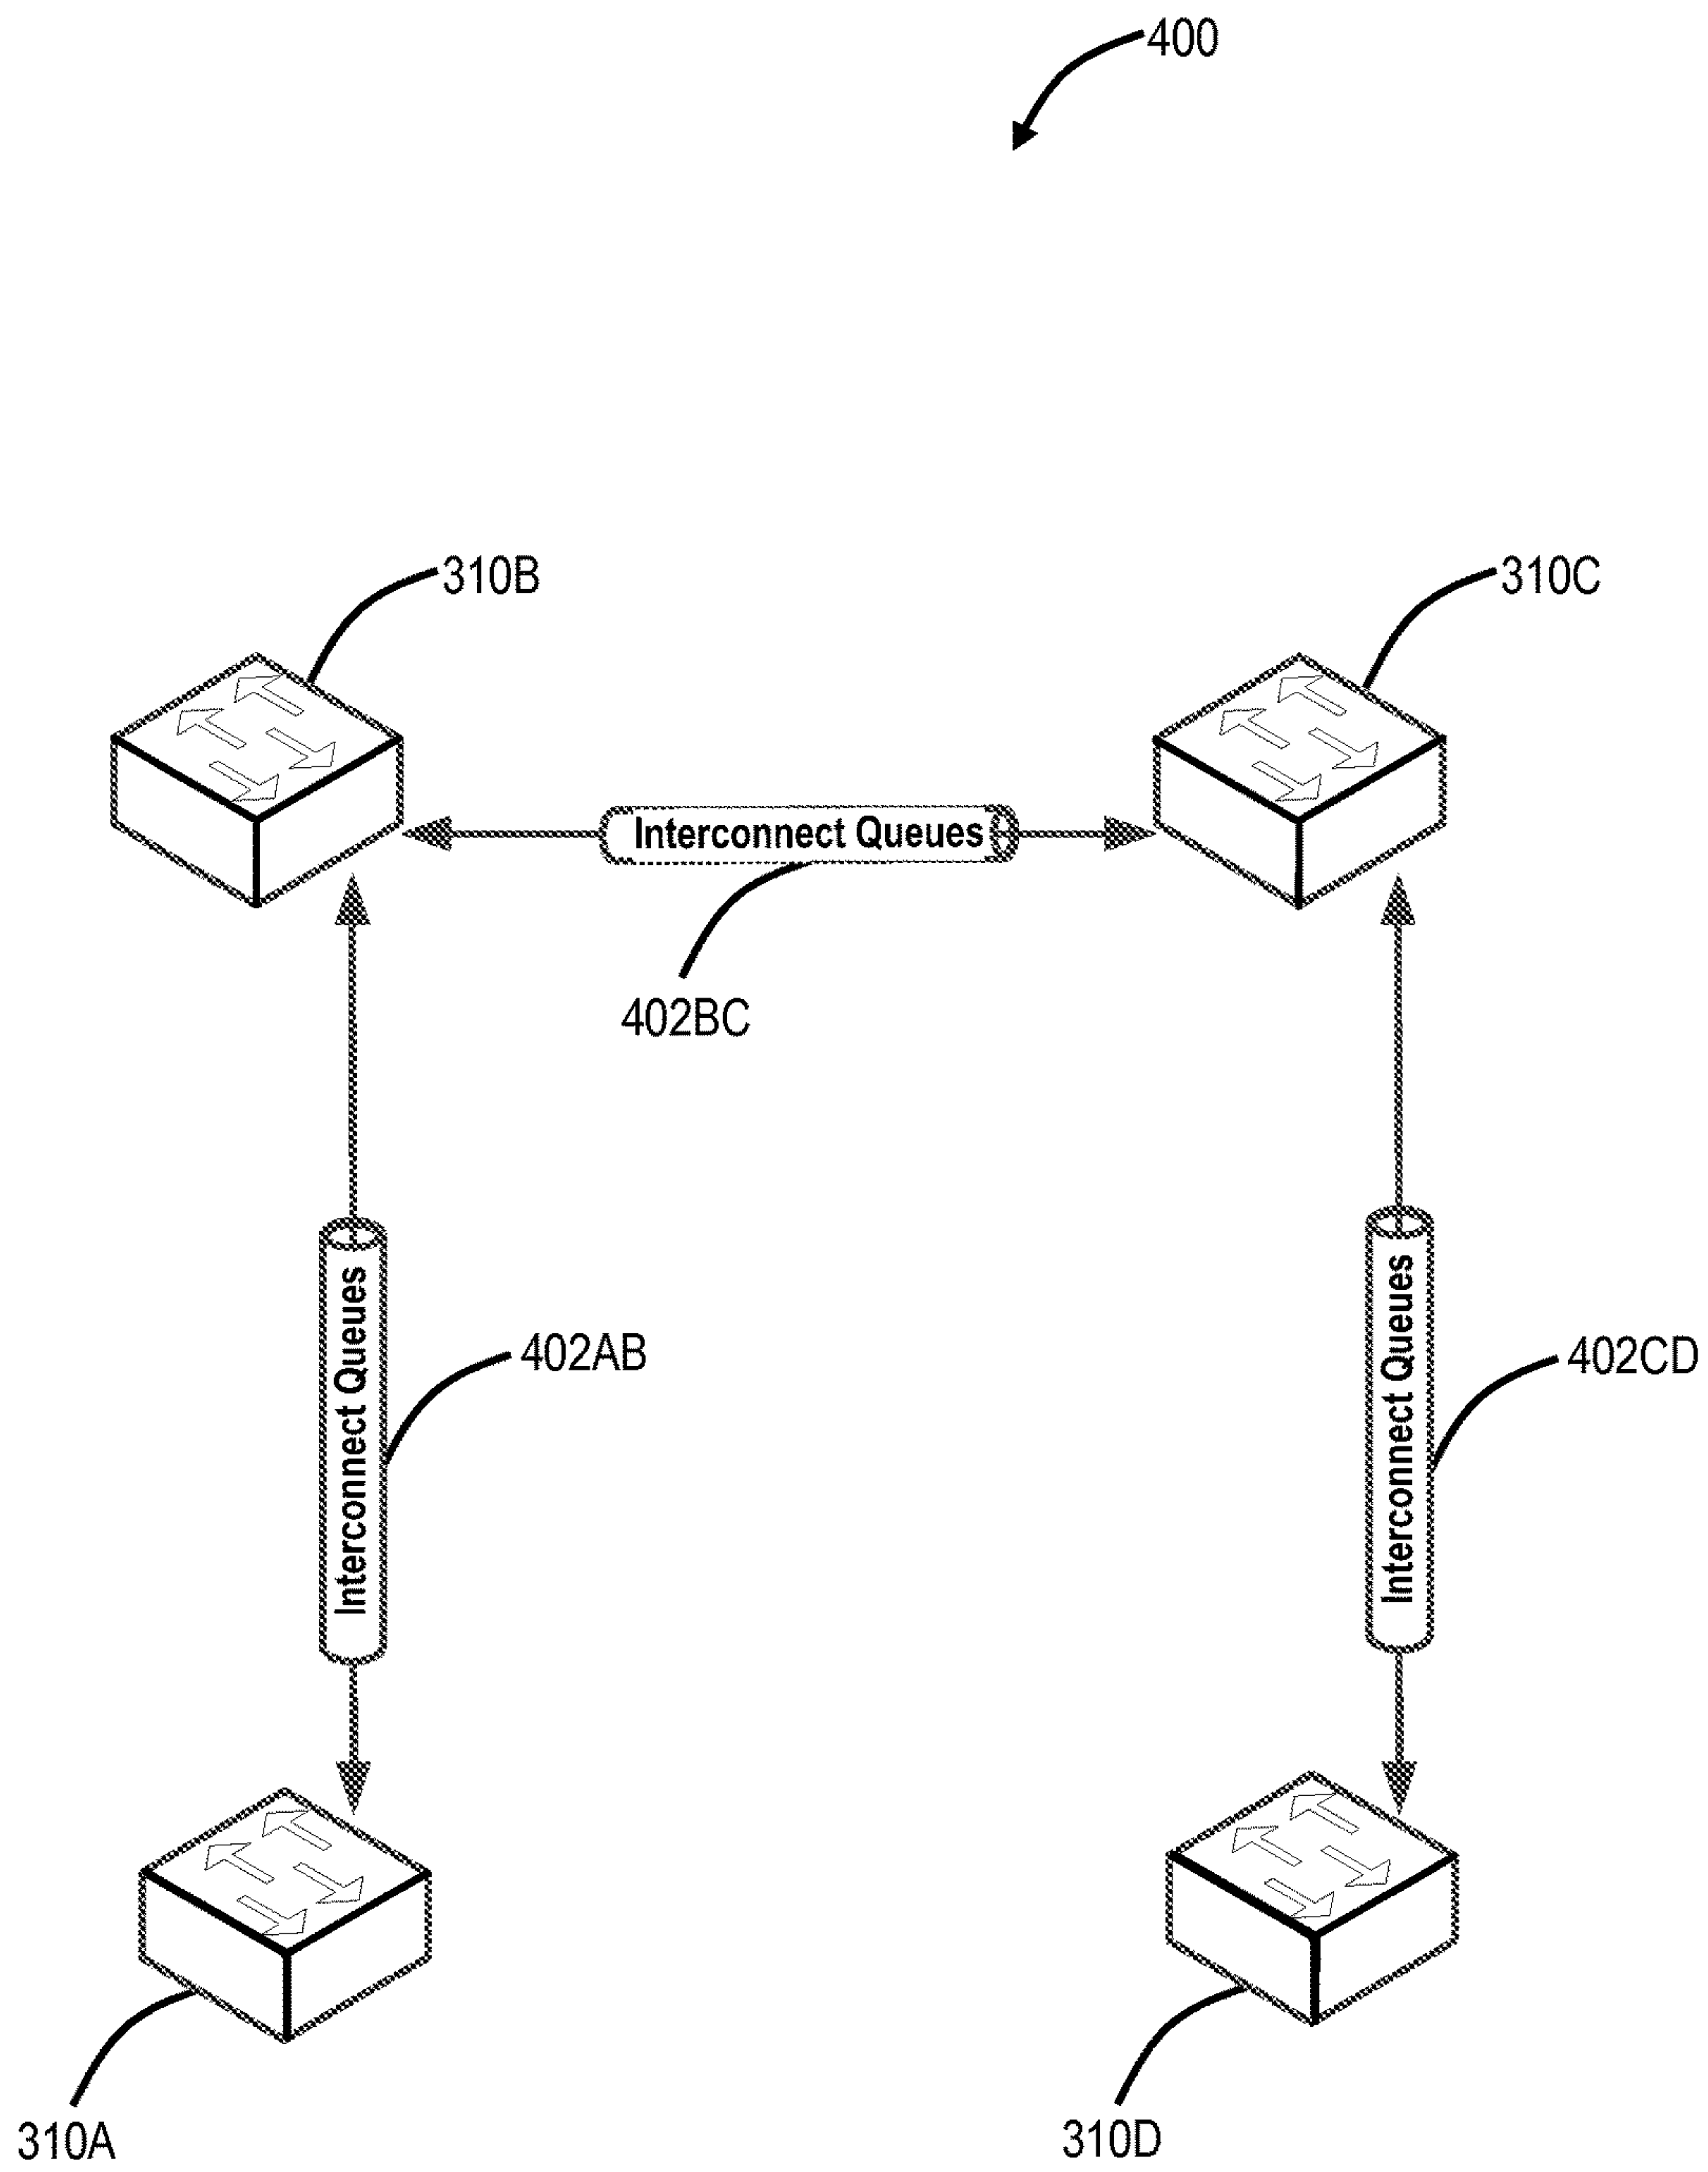 400
310B
310C
Interconnect Queues
402BC
Interconnect Queues
402AB
Interconnect Queues
402CD
310A
310D